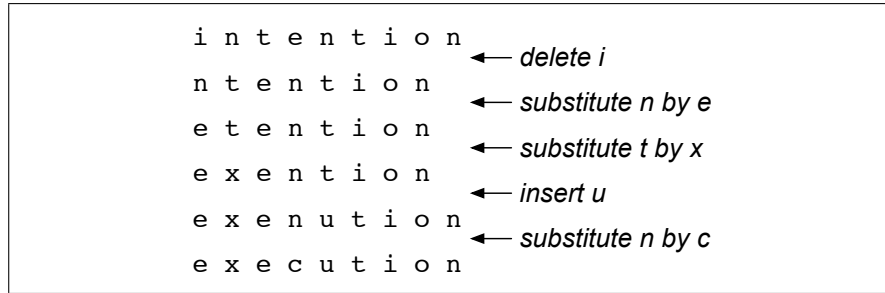 i n t e n t i o n
delete i
n t e n t i o n
substitute n by e
e t e n t i o n
substitute t by x
e x e n t i o n
insert u
e x e n u t i o n
substitute n by c
e x e c u t i o n